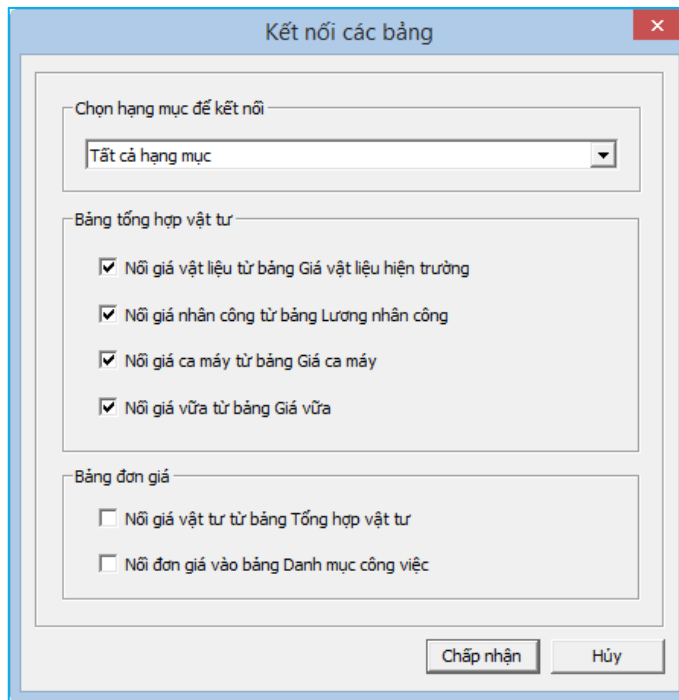 Kết nối các bảng
Chọn hạng mục để kết nối
Tất cả hạng mục
Bảng tổng hợp vật tư
Nối giá vật liệu từ bảng Giá vật liệu hiện trường
Nối giá nhân công từ bảng Lương nhân công
Nối giá ca máy từ bảng Giá ca máy
Nối giá vữa từ bảng Giá vữa
Bảng đơn giá
Nối giá vật tư từ bảng Tổng hợp vật tư
Nối đơn giá vào bảng Danh mục công việc
Chấp nhận
Hủy